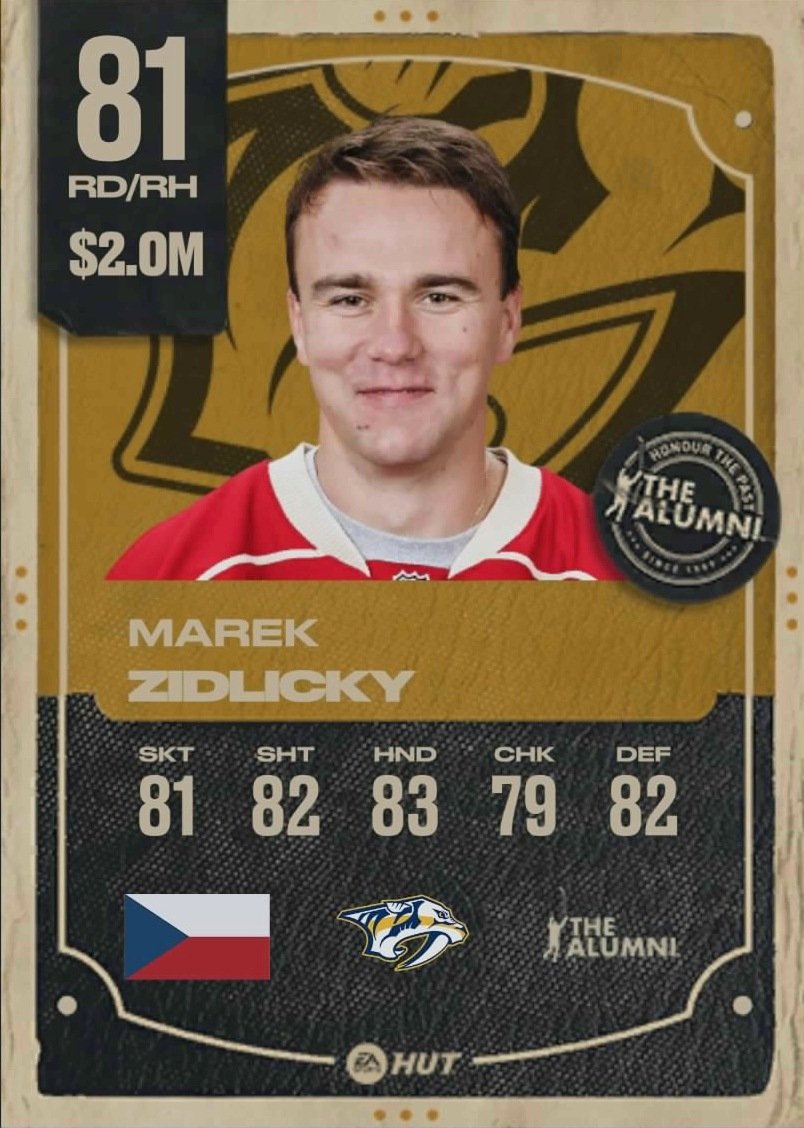 81
RD/RH
$2.0M
HONOUR THE PAST
THE
ALUMNI
MAREK
ZIDLICKY
SKT SHT HND CHK DEF
81 82 83 79 82
THE
ALUMNI
EA
HUT